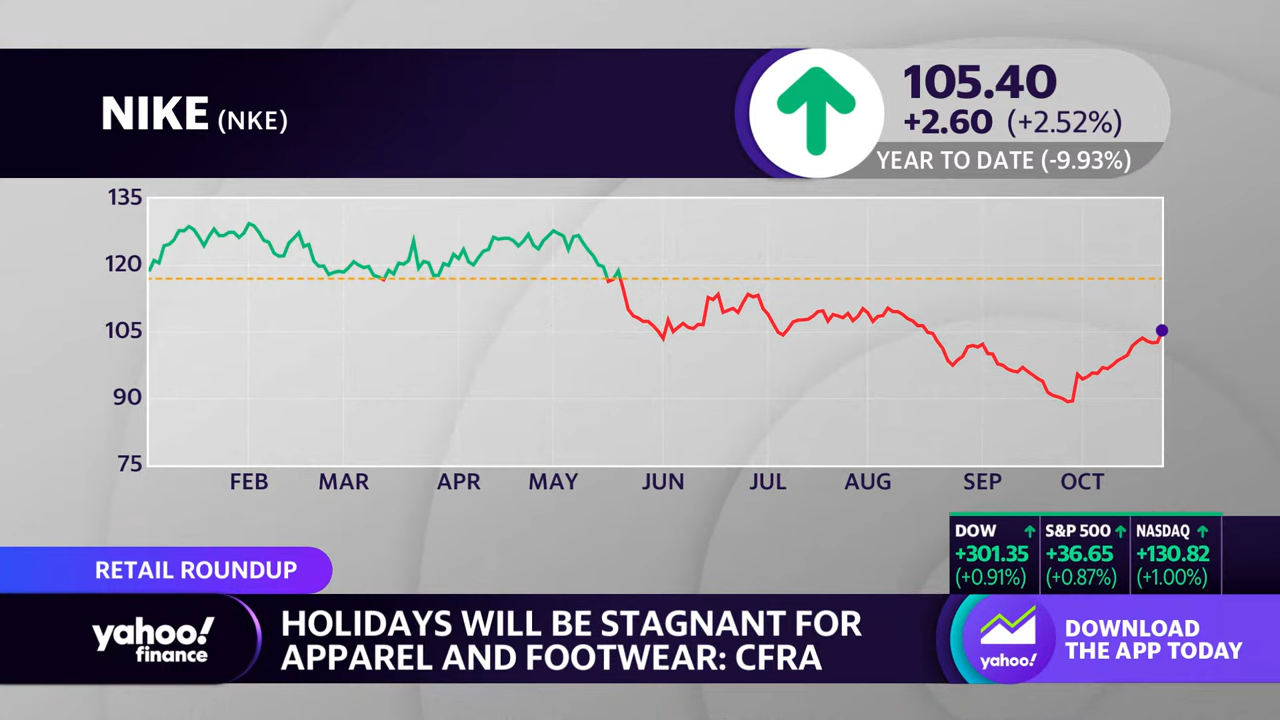 NIKE (NKE)
105.40
+2.60 (+2.52%)
YEAR TO DATE (-9.93%)
135
120
105
90
75
FEB MAR APR MAY JUN JUL AUG SEP OCT
DOW
+301.35
(+0.91%)
S&P 500
+36.65
(+0.87%)
NASDAQ
+130.82
(+1.00%)
RETAIL ROUNDUP
yahoo!
finance
HOLIDAYS WILL BE STAGNANT FOR
APPAREL AND FOOTWEAR: CFRA
yahoo!
DOWNLOAD
THE APP TODAY